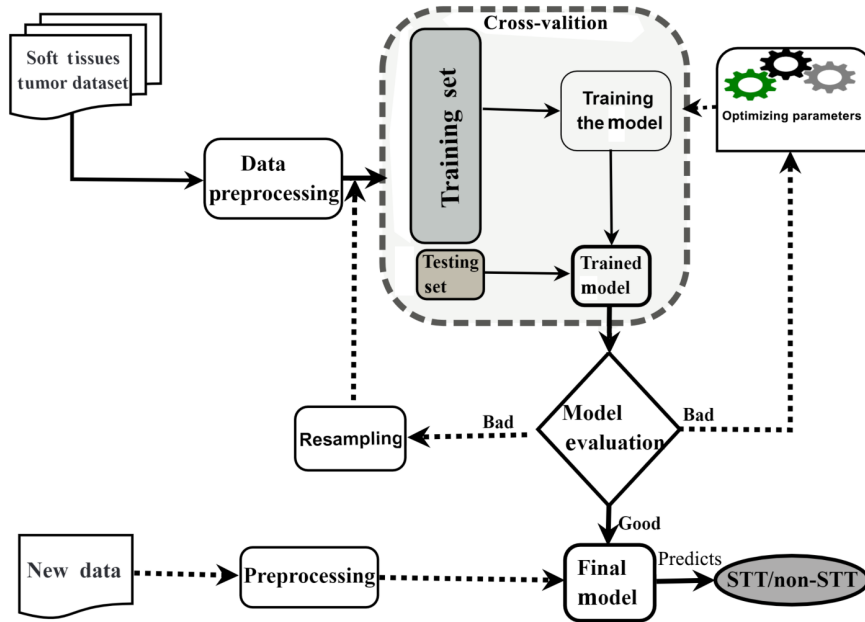 Cross-valition
Soft tissues
tumor dataset
Training set
Training
the model
Optimizing parameters
Data
preprocessing
Testing
set
Trained
model
Model
evaluation
Bad
Bad
Resampling
Good
New data
Preprocessing
Final
model
Predicts
STT/non-STT